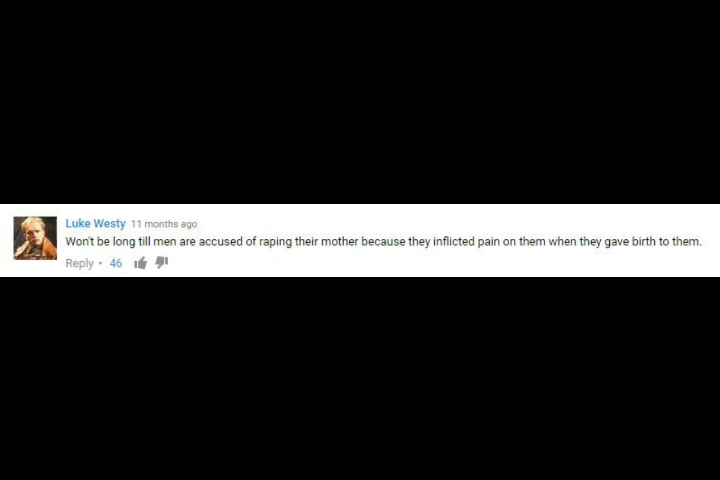 Luke Westy 11 months ago
Won't be long till men are accused of raping their mother because they inflicted pain on them when they gave birth to them.
Reply • 46